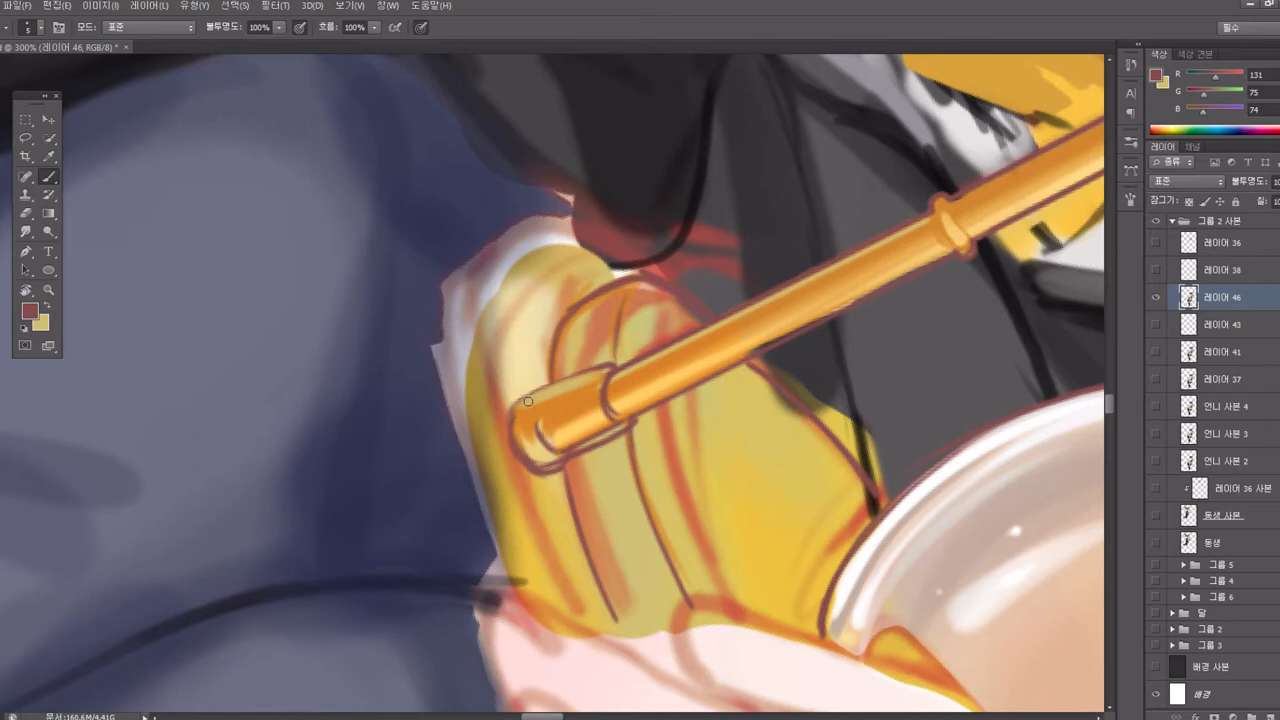 파일(F) 편집(E) 이미지(I) 레이어(L) 유형(Y) 선택(S) 필터(T) 3D(D) 보기(V) 창(W) 도움말(H)
5 모드: 표준 불투명도: 100% 흐름: 100% 필수
@ 300% (레이어 46, RGB/8) * ×
색상 색상 견본
R 131
G 75
B 74
레이어 채널
종류
표준 불투명도:
잠그기: 칠:
그룹 2 사본
레이어 36
레이어 38
레이어 46
레이어 43
레이어 41
레이어 37
언니 사본 4
언니 사본 3
언니 사본 2
레이어 36 사본
동생 사본
동생
그룹 5
그룹 4
그룹 6
달
그룹 2
그룹 3
배경 사본
배경
문서:160.6M/4.41G